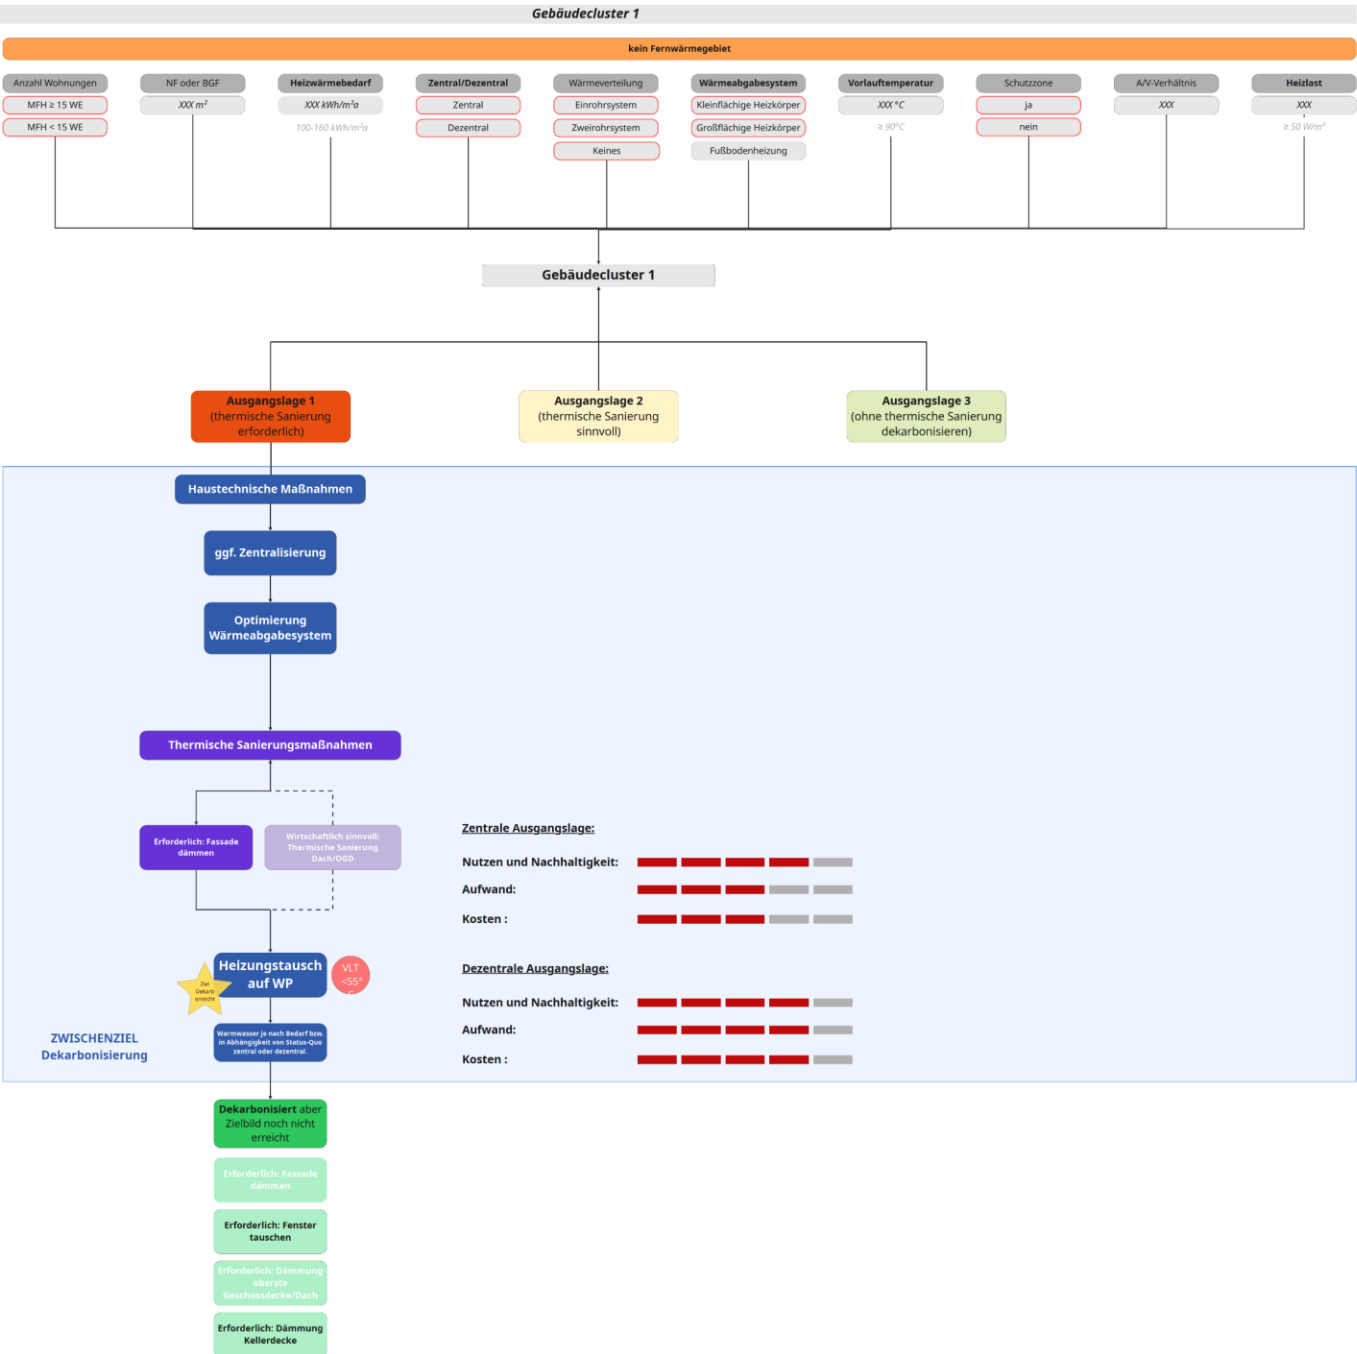 Gebäudecluster 1
kein Fernwärmegebiet
Anzahl Wohnungen
NF oder BGF
Heizwärmebedarf
Zentral/Dezentral
Wärmeverteilung
Wärmeabgabesystem
Vorlauftemperatur
Schutzzone
A/V-Verhältnis
Heizlast
MFH ≥ 15 WE
XXX m²
XXX kWh/m²a
Zentral
Einrohrsystem
Kleinflächige Heizkörper
XXX °C
ja
XXX
XXX
MFH < 15 WE
100-160 kWh/m²a
Dezentral
Zweirohrsystem
Großflächige Heizkörper
≥ 90°C
nein
≥ 50 W/m²
Keines
Fußbodenheizung
Gebäudecluster 1
Ausgangslage 1
(thermische Sanierung
erforderlich)
Ausgangslage 2
(thermische Sanierung
sinnvoll)
Ausgangslage 3
(ohne thermische Sanierung
dekarbonisieren)
Haustechnische Maßnahmen
ggf. Zentralisierung
Optimierung
Wärmeabgabesystem
Thermische Sanierungsmaßnahmen
Erforderlich: Fassade
dämmen
Wirtschaftlich sinnvoll:
Thermische Sanierung
Dach/OGD
Zentrale Ausgangslage:
Nutzen und Nachhaltigkeit:
Aufwand:
Kosten :
Heizungstausch
auf WP
VLT
<55°
Ziel
Dekarb
erreicht
Dezentrale Ausgangslage:
Nutzen und Nachhaltigkeit:
Aufwand:
Kosten :
Warmwasser je nach Bedarf bzw.
in Abhängigkeit von Status-Quo
zentral oder dezentral.
ZWISCHENZIEL
Dekarbonisierung
Dekarbonisiert aber
Zielbild noch nicht
erreicht
Erforderlich: Fassade
dämmen
Erforderlich: Fenster
tauschen
Erforderlich: Dämmung
oberste
Geschossdecke/Dach
Erforderlich: Dämmung
Kellerdecke